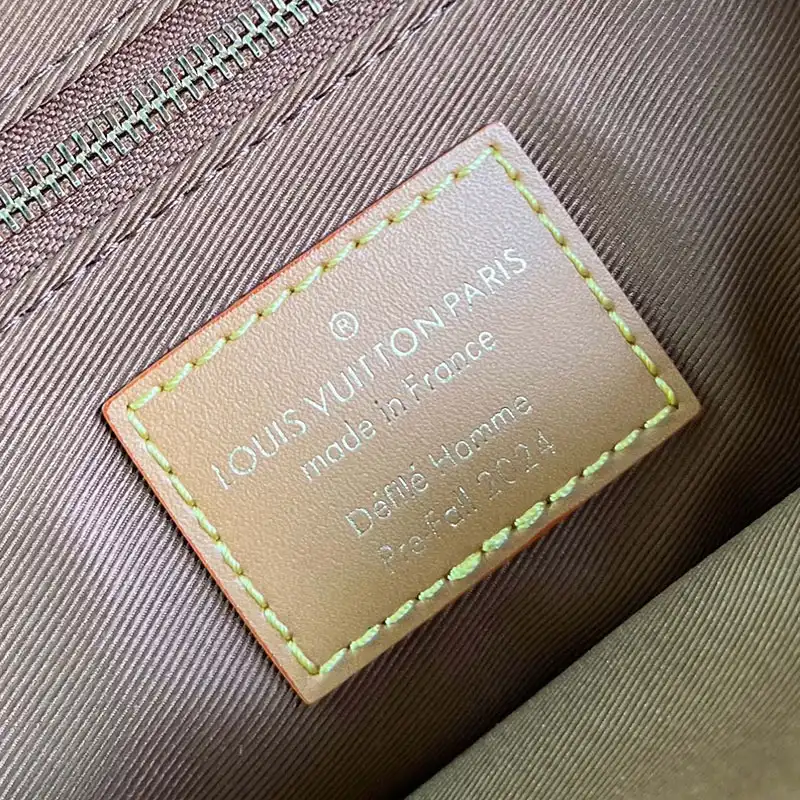 ®
LOUIS VUITTON PARIS
made in France
Défilé Homme
Pre-Fall 2024